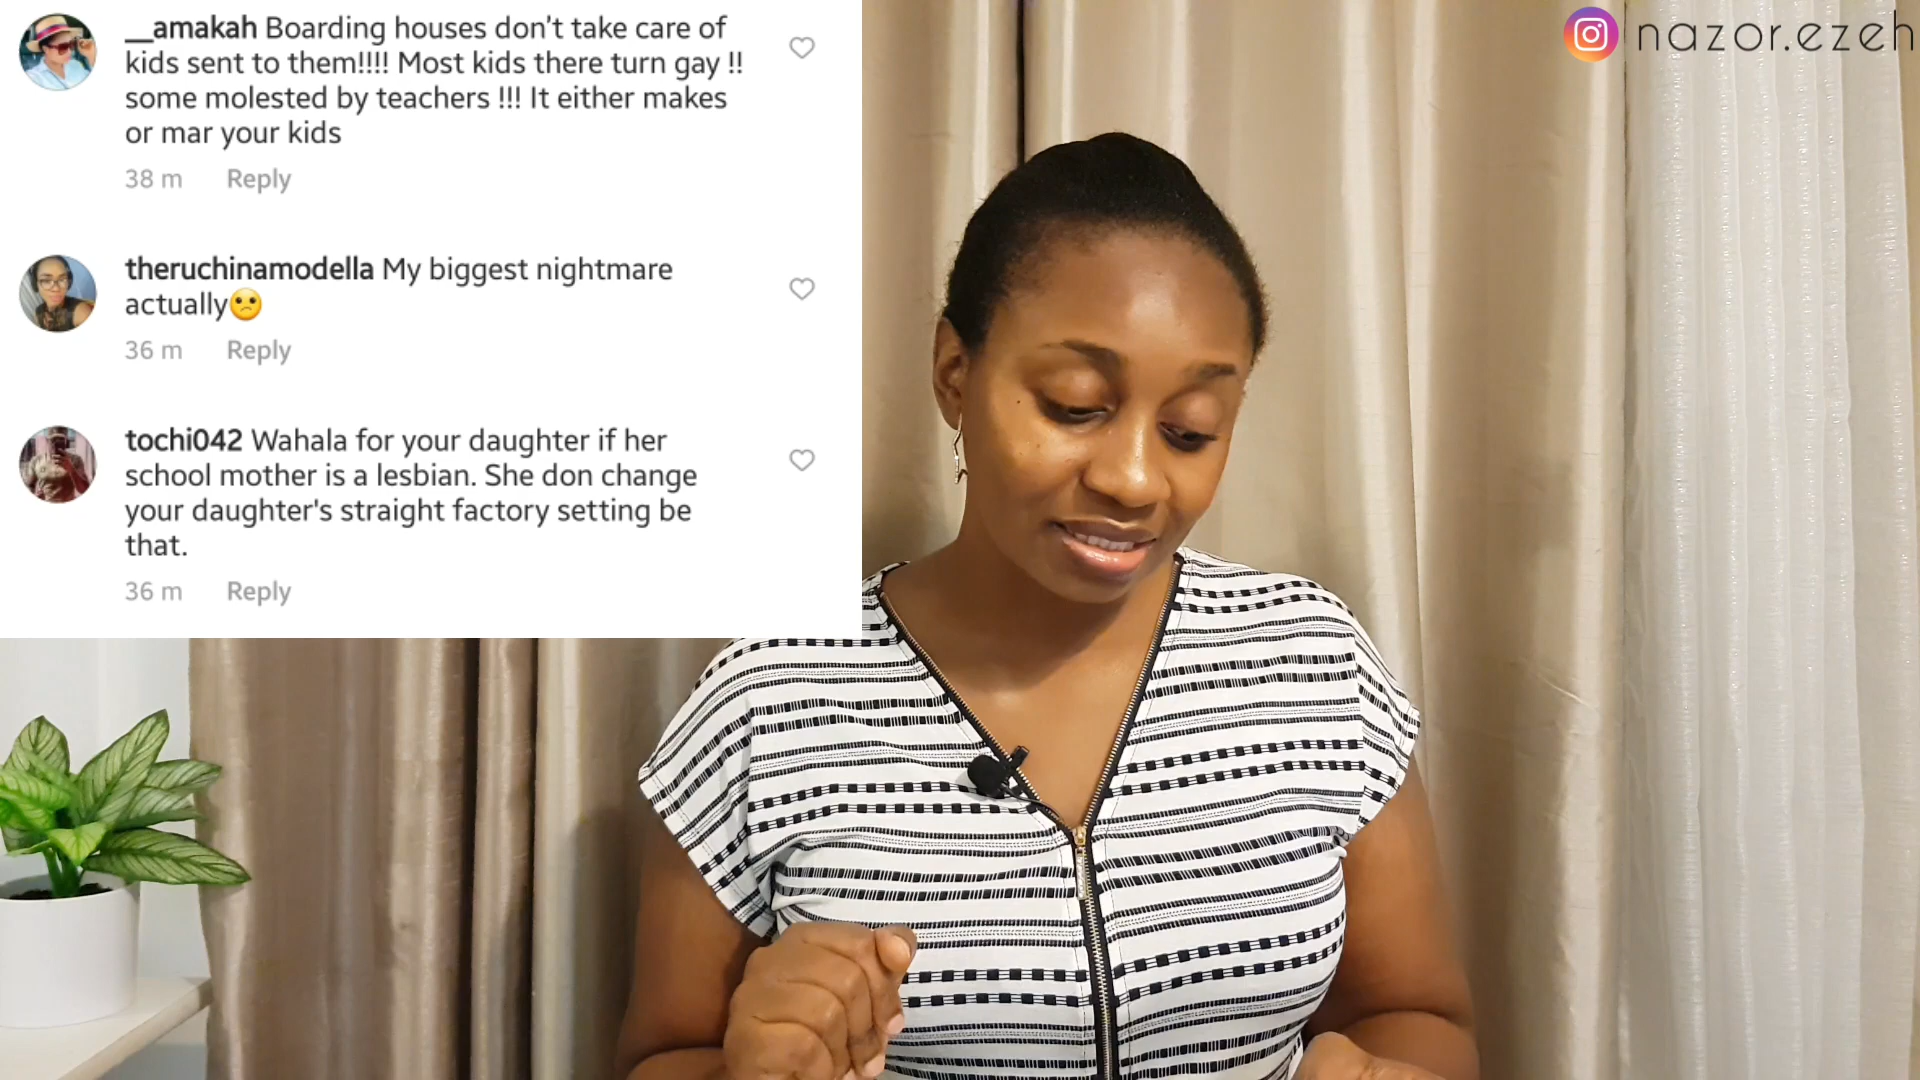 __amakah Boarding houses don't take care of
kids sent to them!!!! Most kids there turn gay !!
some molested by teachers !!! It either makes
or mar your kids
38 m Reply
theruchinamodella My biggest nightmare
actually😕
36 m Reply
tochi042 Wahala for your daughter if her
school mother is a lesbian. She don change
your daughter's straight factory setting be
that.
36 m Reply
nazor.ezeh